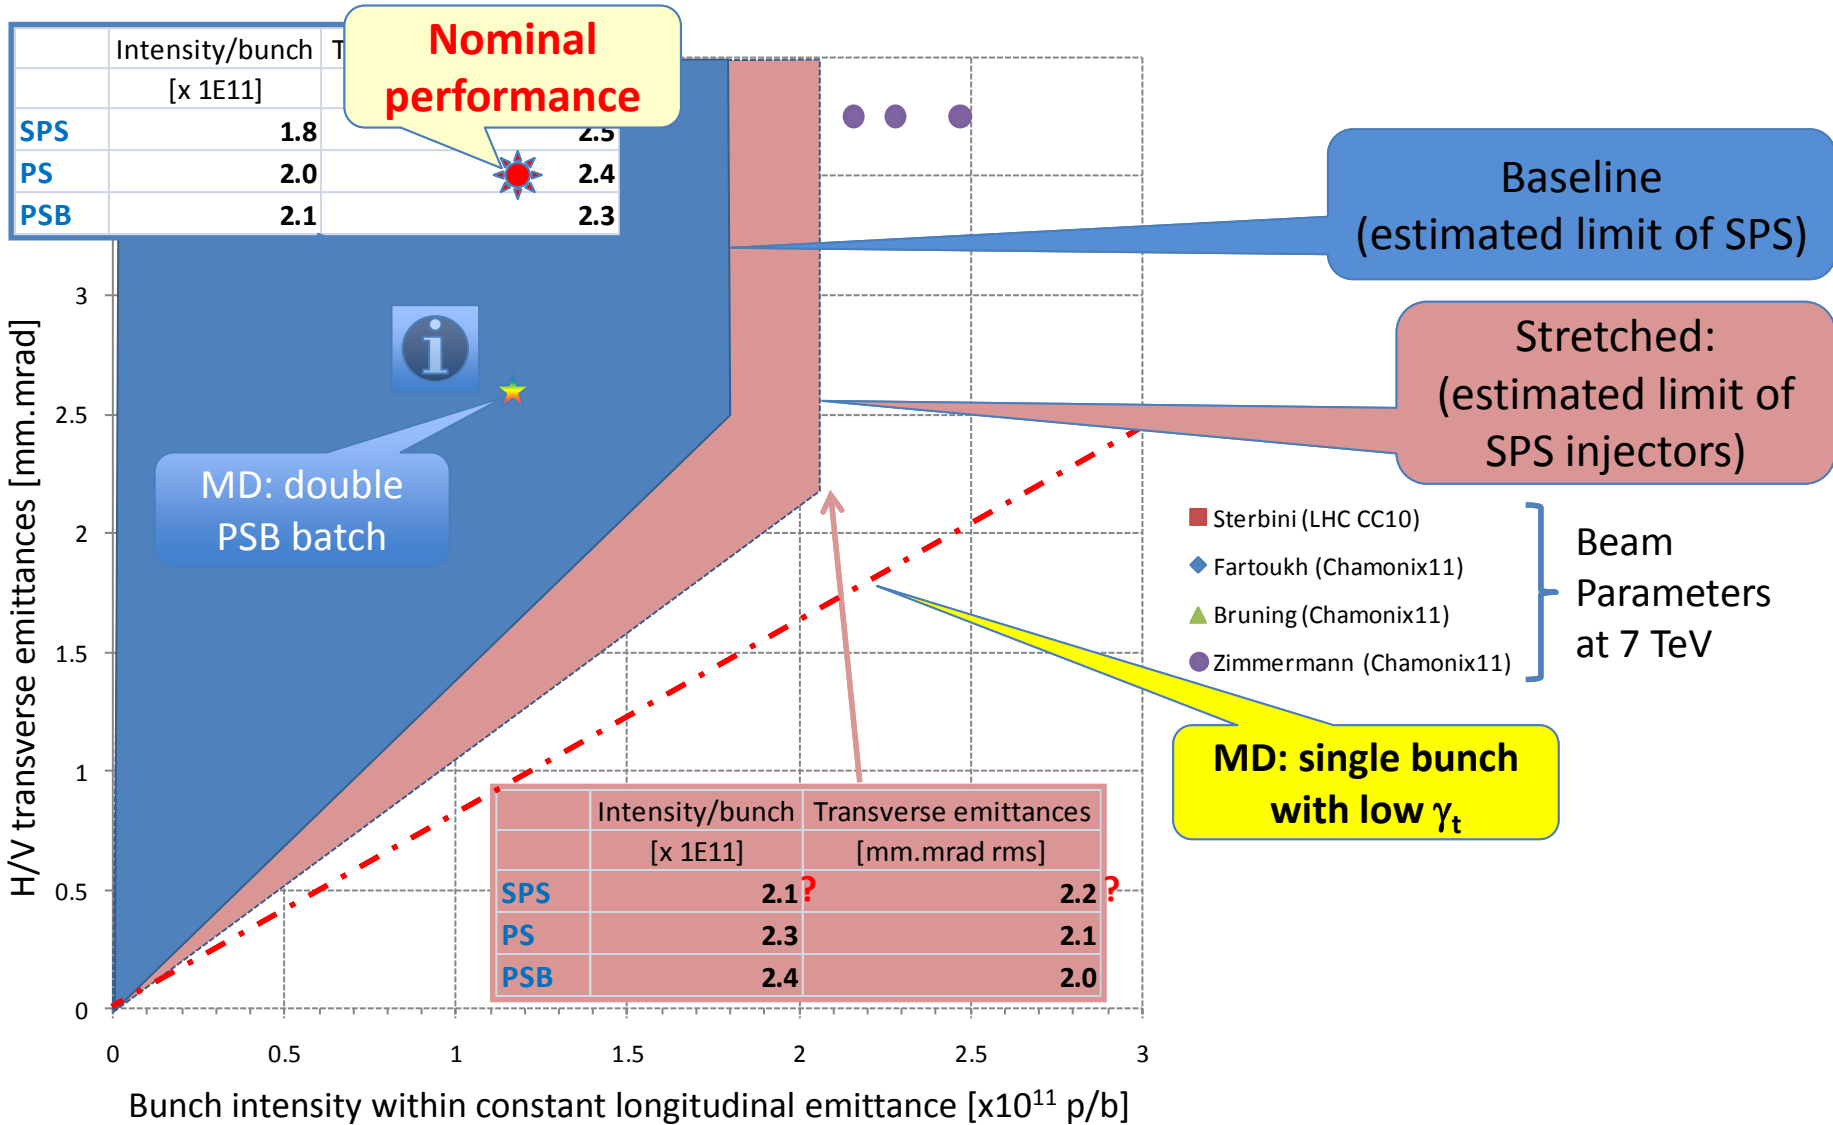 Intensity/bunch T
[x 1E11]
SPS 1.8 2.5
PS 2.0 2.4
PSB 2.1 2.3
Nominal
performance
Baseline
(estimated limit of SPS)
Stretched:
(estimated limit of
SPS injectors)
MD: double
PSB batch
i
Sterbini (LHC CC10)
Fartoukh (Chamonix11)
Bruning (Chamonix11)
Zimmermann (Chamonix11)
Beam
Parameters
at 7 TeV
MD: single bunch
with low γt
Intensity/bunch Transverse emittances
[x 1E11] [mm.mrad rms]
SPS 2.1 ? 2.2 ?
PS 2.3 2.1
PSB 2.4 2.0
H/V transverse emittances [mm.mrad]
3
2.5
2
1.5
1
0.5
0
0 0.5 1 1.5 2 2.5 3
Bunch intensity within constant longitudinal emittance [x10¹¹ p/b]